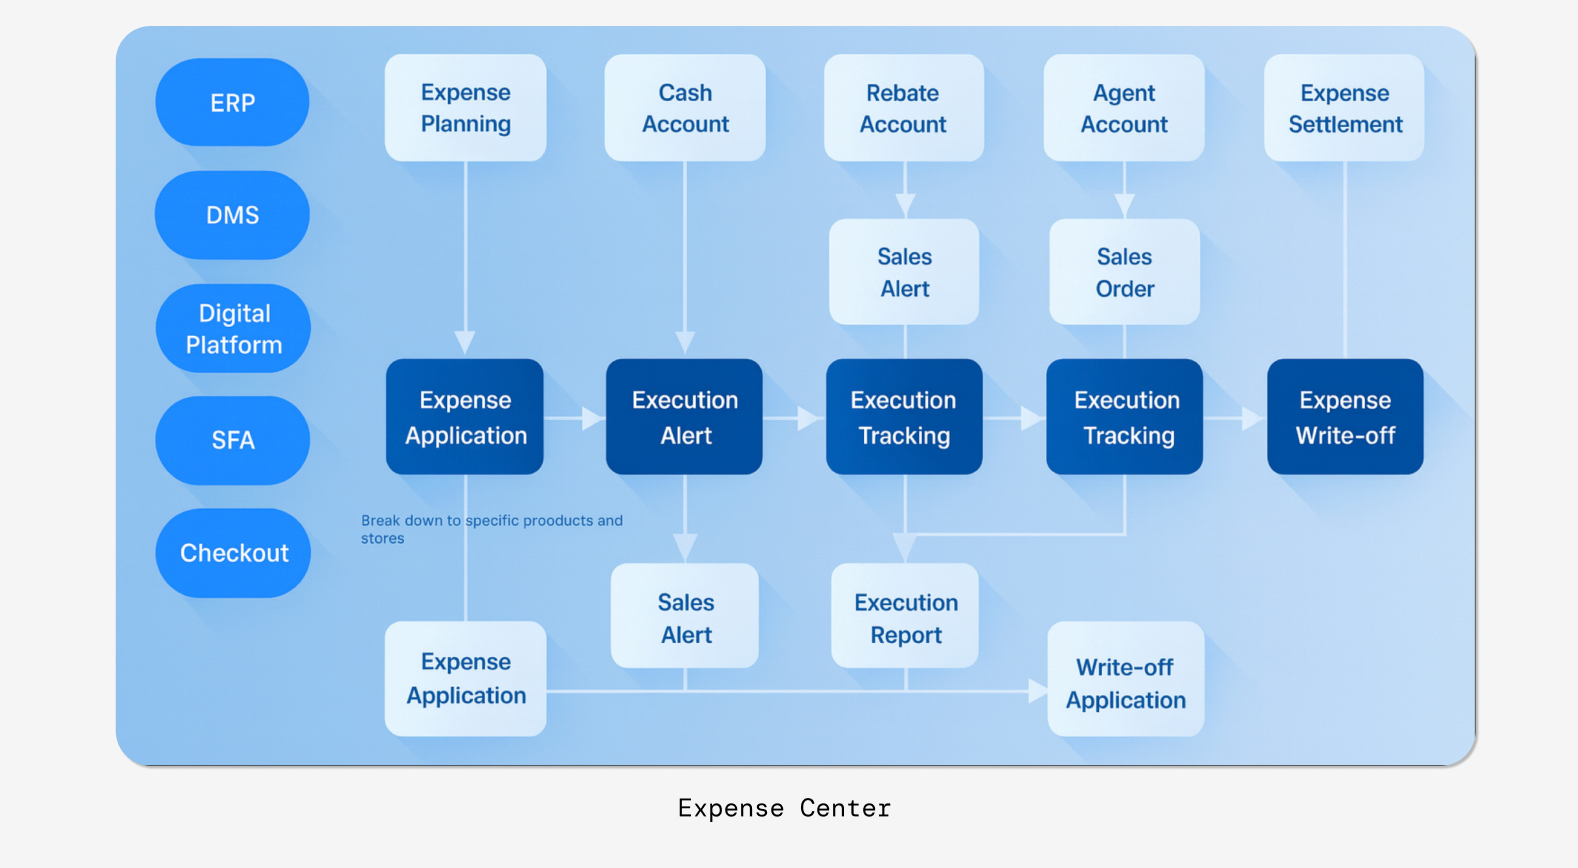 ERP
DMS
Digital
Platform
SFA
Checkout
Expense
Planning
Cash
Account
Rebate
Account
Agent
Account
Expense
Settlement
Sales
Alert
Sales
Order
Expense
Application
Execution
Alert
Execution
Tracking
Execution
Tracking
Expense
Write-off
Break down to specific prooducts and
stores
Sales
Alert
Execution
Report
Expense
Application
Write-off
Application
Expense Center